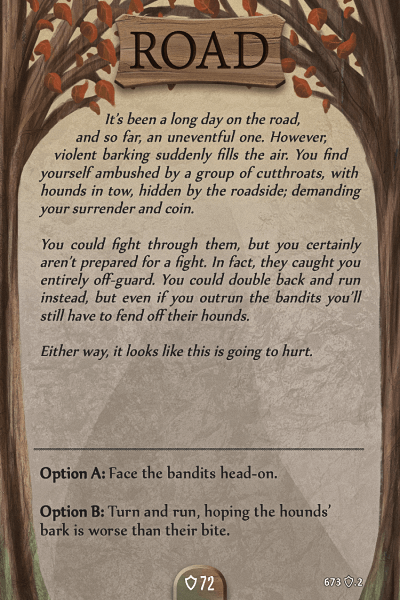 ROAD
It's been a long day on the road,
and so far, an uneventful one. However,
violent barking suddenly fills the air. You find
yourself ambushed by a group of cutthroats, with
hounds in tow, hidden by the roadside; demanding
your surrender and coin.
You could fight through them, but you certainly
aren't prepared for a fight. In fact, they caught you
entirely off-guard. You could double back and run
instead, but even if you outrun the bandits you'll
still have to fend off their hounds.
Either way, it looks like this is going to hurt.
Option A: Face the bandits head-on.
Option B: Turn and run, hoping the hounds'
bark is worse than their bite.
72
673 -2